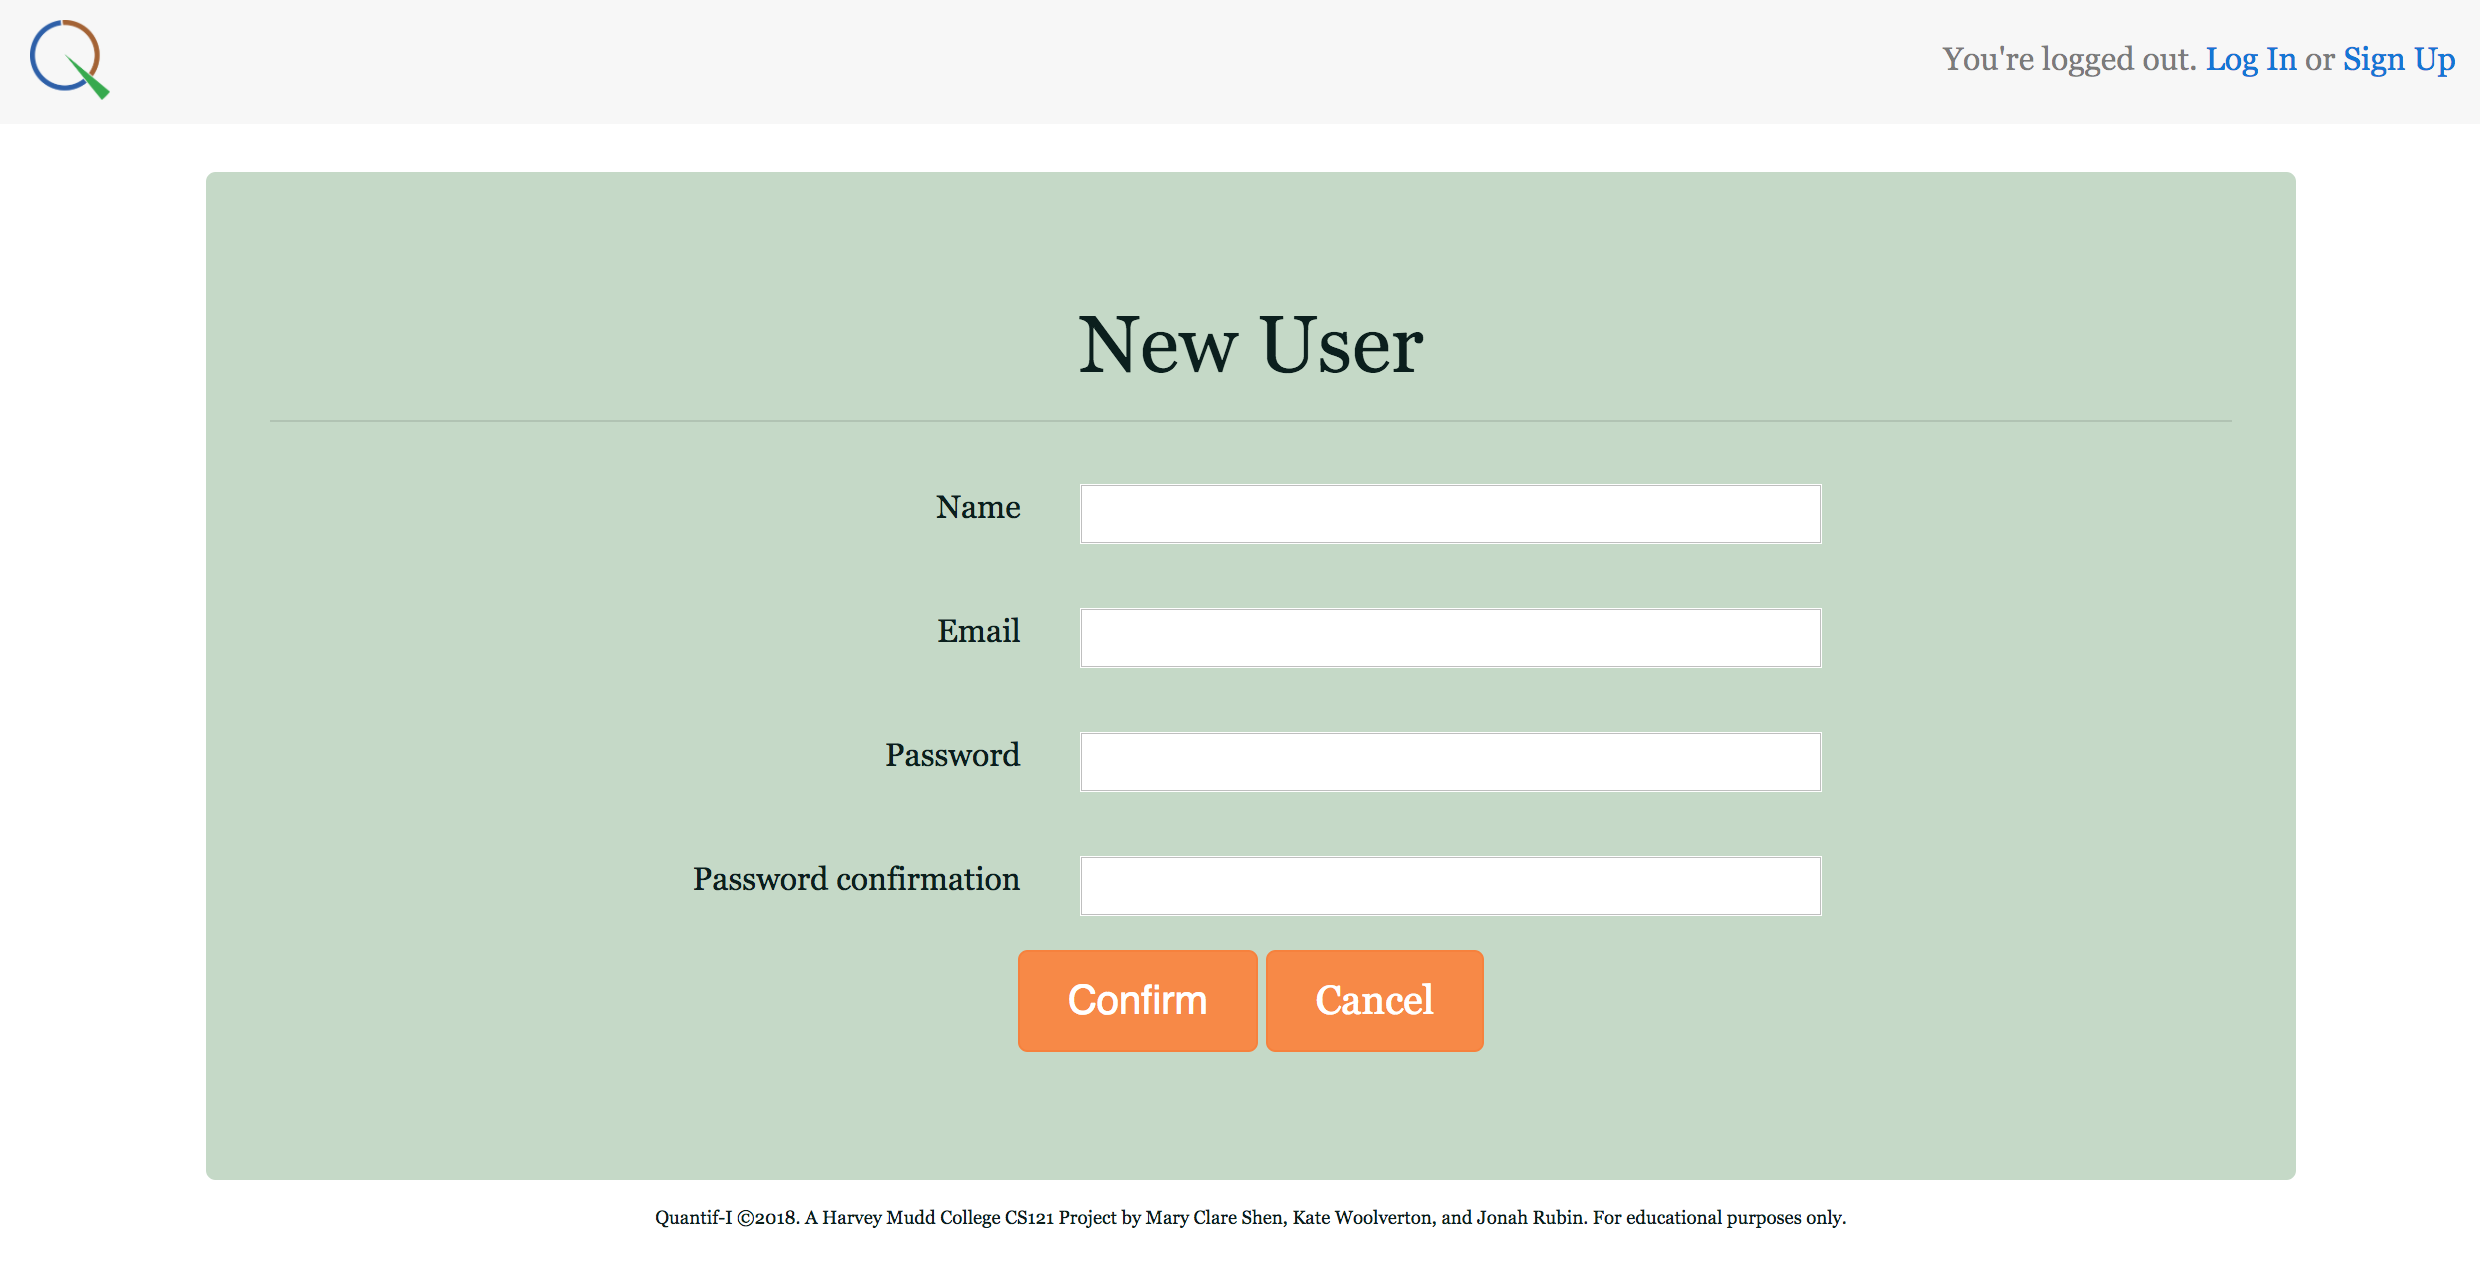 You're logged out. Log In or Sign Up
New User
Name
Email
Password
Password confirmation
Confirm Cancel
Quantif-I ©2018. A Harvey Mudd College CS121 Project by Mary Clare Shen, Kate Woolverton, and Jonah Rubin. For educational purposes only.